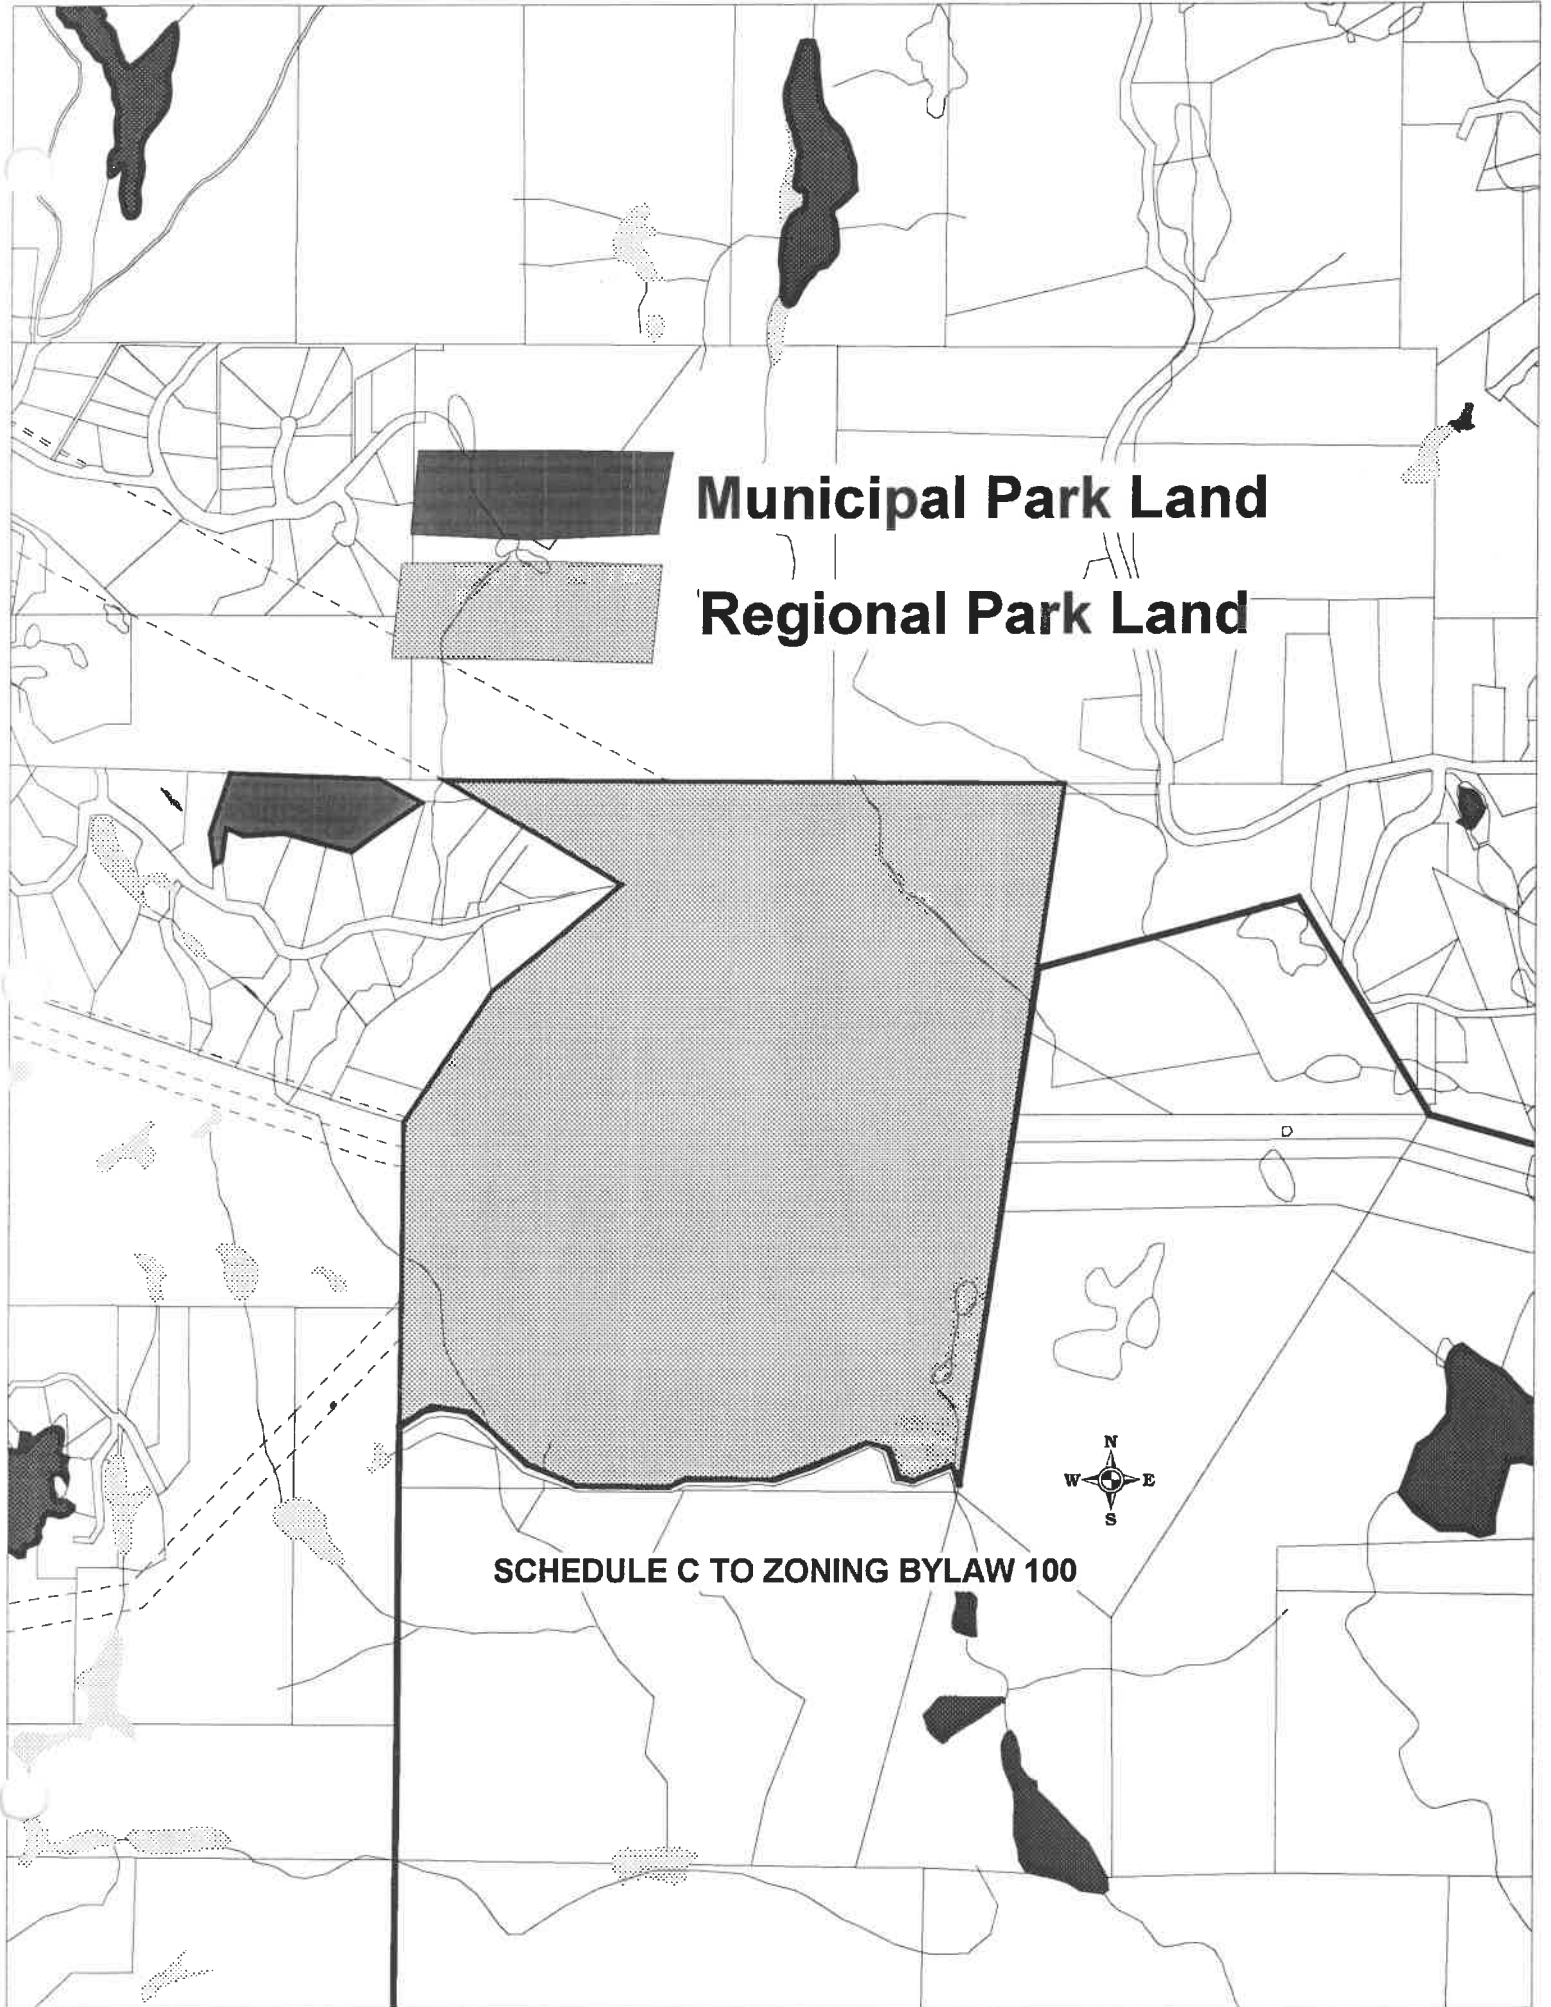 Municipal Park Land
Regional Park Land
N
W E
S
SCHEDULE C TO ZONING BYLAW 100